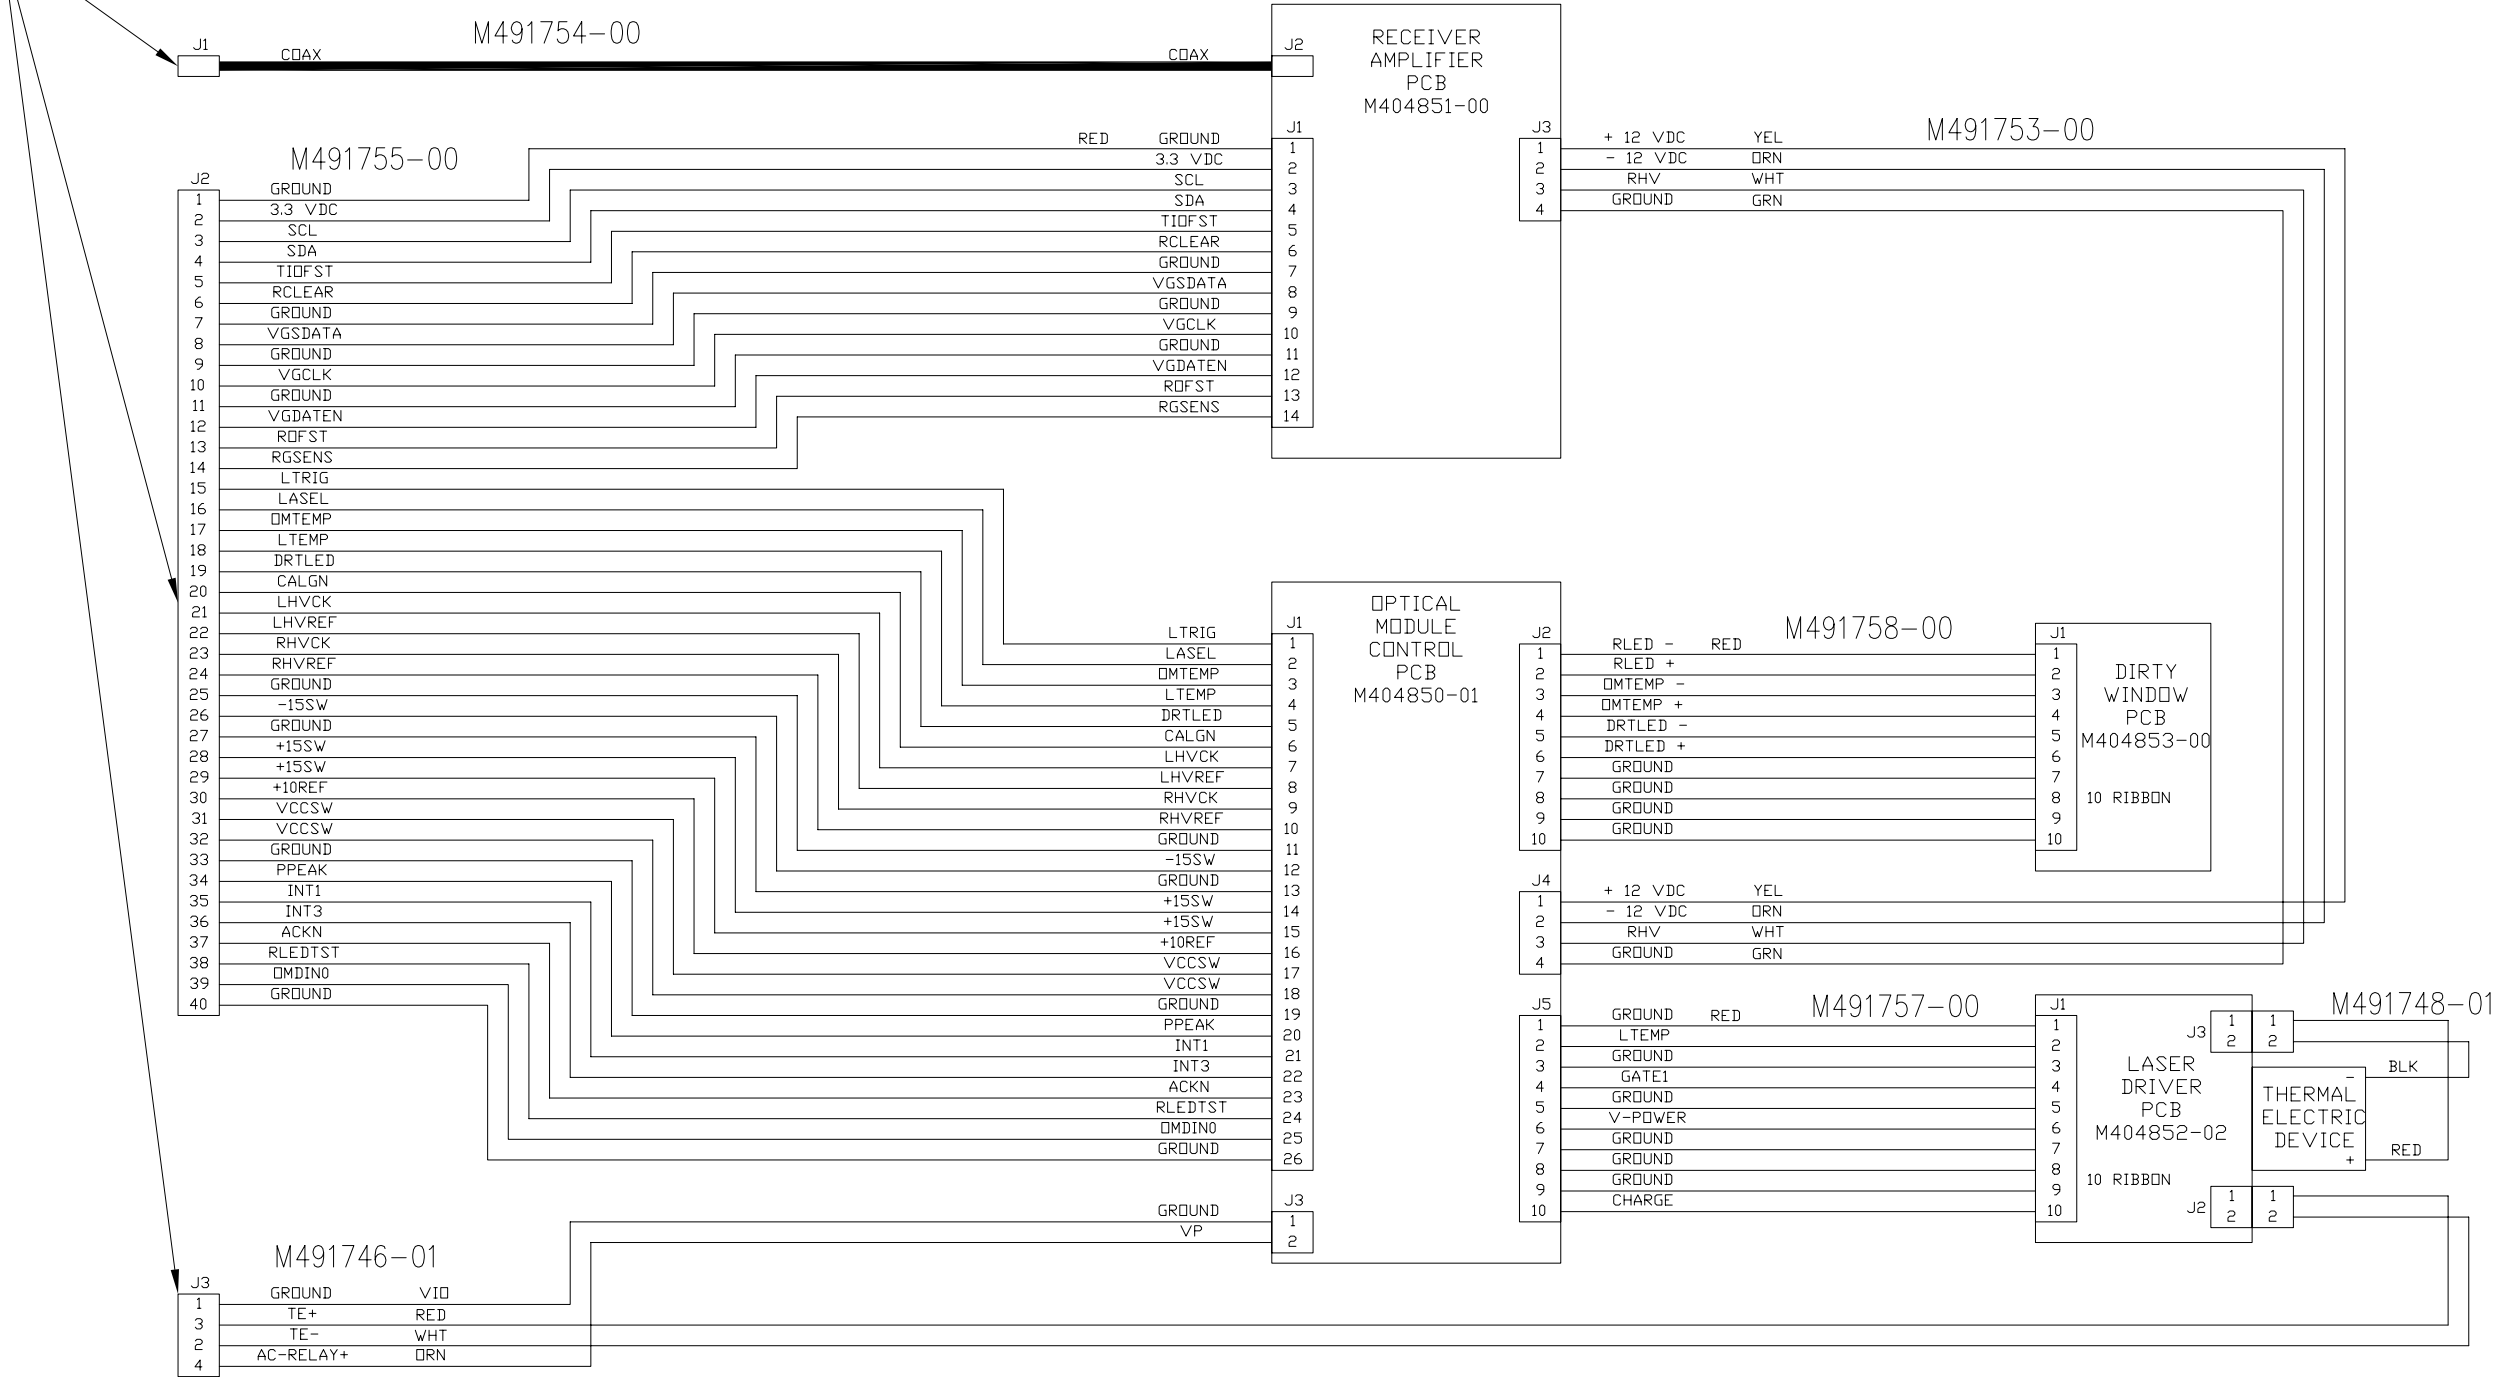 M491754-00
J1
COAX
COAX
J2
RECEIVER
AMPLIFIER
PCB
M404851-00
M491755-00
J2
1 GROUND
2 3.3 VDC
3 SCL
4 SDA
5 TIOFST
6 RCLEAR
7 GROUND
8 VGSDATA
9 GROUND
10 VGCLK
11 GROUND
12 VGDATEN
13 ROFST
14 RGSENS
15 LTRIG
16 LASEL
17 OMTEMP
18 LTEMP
19 DRTLED
20 CALGN
21 LHVCK
22 LHVREF
23 RHVCK
24 RHVREF
25 GROUND
26 -15SW
27 GROUND
28 +15SW
29 +15SW
30 +10REF
31 VCCSW
32 VCCSW
33 GROUND
34 PPEAK
35 INT1
36 INT3
37 ACKN
38 RLEDTST
39 OMDIN0
40 GROUND
J1
RED GROUND 1
3.3 VDC 2
SCL 3
SDA 4
TIOFST 5
RCLEAR 6
GROUND 7
VGSDATA 8
GROUND 9
VGCLK 10
GROUND 11
VGDATEN 12
ROFST 13
RGSENS 14
J3
M491753-00
1 + 12 VDC YEL
2 - 12 VDC ORN
3 RHV WHT
4 GROUND GRN
OPTICAL
MODULE
CONTROL
PCB
M404850-01
J1
LTRIG 1
LASEL 2
OMTEMP 3
LTEMP 4
DRTLED 5
CALGN 6
LHVCK 7
LHVREF 8
RHVCK 9
RHVREF 10
GROUND 11
-15SW 12
GROUND 13
+15SW 14
+15SW 15
+10REF 16
VCCSW 17
VCCSW 18
GROUND 19
PPEAK 20
INT1 21
INT3 22
ACKN 23
RLEDTST 24
OMDIN0 25
GROUND 26
J3
GROUND 1
VP 2
J2
M491758-00
J1
1 RLED - RED 1
2 RLED + 2
3 OMTEMP - 3
4 OMTEMP + 4
5 DRTLED - 5
6 DRTLED + 6
7 GROUND 7
8 GROUND 8
9 GROUND 9
10 GROUND 10
DIRTY
WINDOW
PCB
M404853-00
10 RIBBON
J4
1 + 12 VDC YEL
2 - 12 VDC ORN
3 RHV WHT
4 GROUND GRN
J5
M491757-00
J1
1 GROUND RED 1
2 LTEMP 2
3 GROUND 3
4 GATE1 4
5 GROUND 5
6 V-POWER 6
7 GROUND 7
8 GROUND 8
9 GROUND 9
10 CHARGE 10
LASER
DRIVER
PCB
M404852-02
10 RIBBON
M491748-01
J3
1 1
2 2
BLK
-
THERMAL
ELECTRIC
DEVICE
+
RED
J2
1 1
2 2
M491746-01
J3
1 GROUND VIO
3 TE+ RED
2 TE- WHT
4 AC-RELAY+ ORN